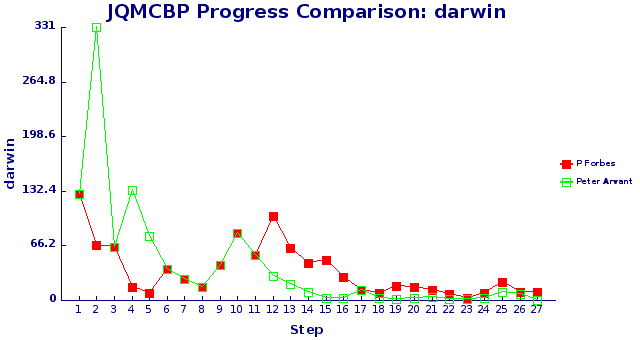 JQMCBP Progress Comparison: darwin
331
264.8
198.6
132.4
66.2
0
darwin
1 2 3 4 5 6 7 8 9 10 11 12 13 14 15 16 17 18 19 20 21 22 23 24 25 26 27
Step
P Forbes
Peter Arwant